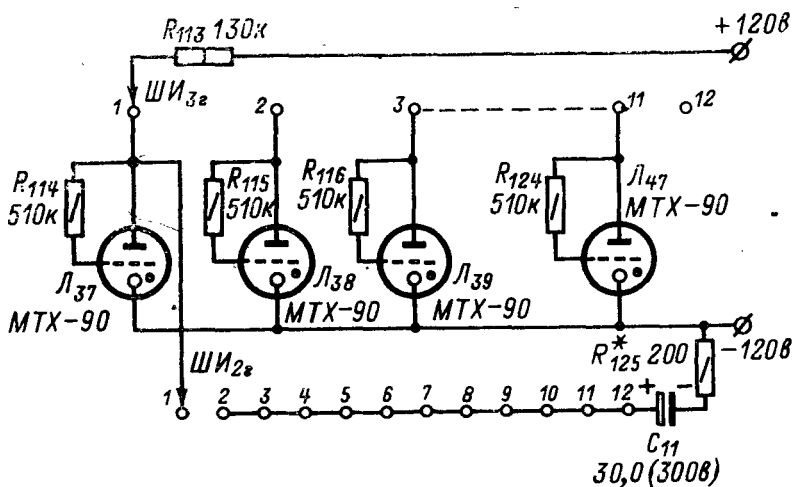 R113 130к
+120в
1 ШИ3г 2 3 11 12
R114 510к
R115 510к
R116 510к
R124 510к
Л47 МТХ-90
Л37 МТХ-90
Л38 МТХ-90
Л39 МТХ-90
R*125 200
-120в
ШИ2г
1 2 3 4 5 6 7 8 9 10 11 12 + -
C11
30,0(300в)